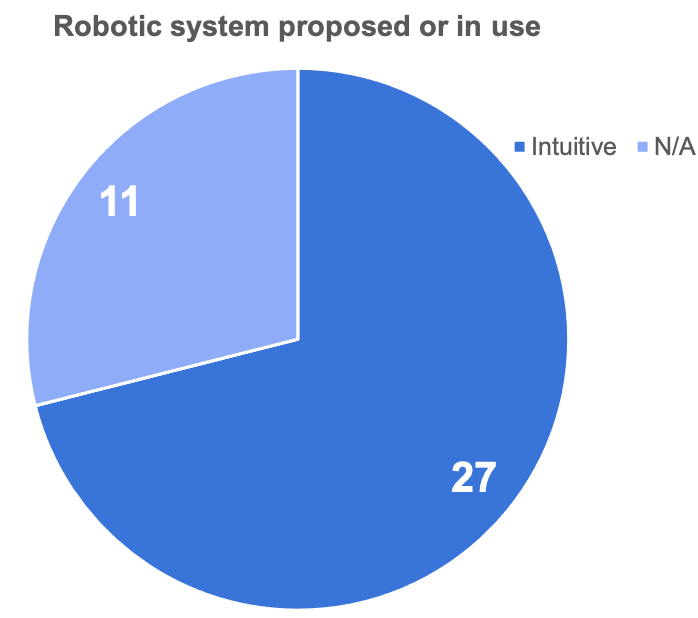 Robotic system proposed or in use
Intuitive N/A
11
27